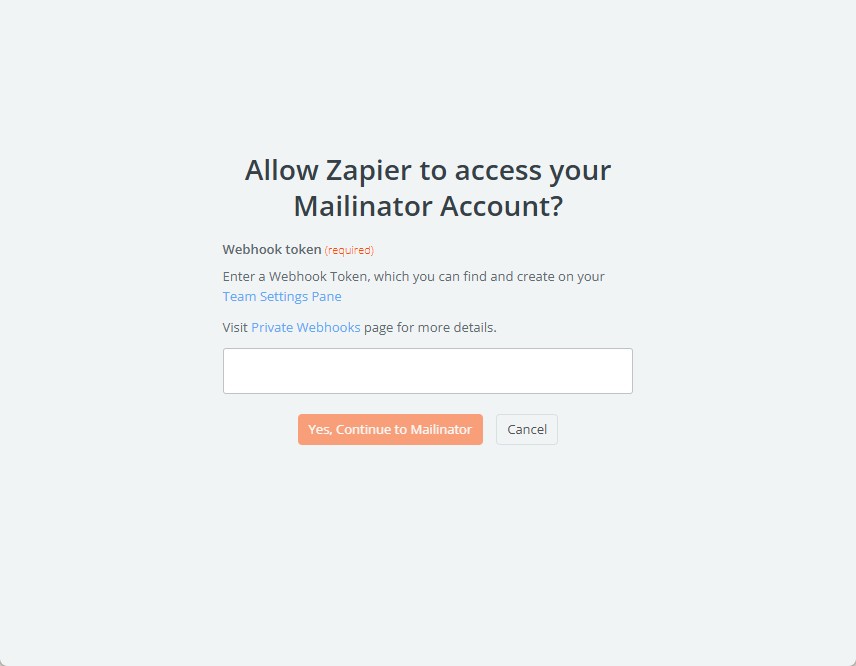 Allow Zapier to access your
Mailinator Account?
Webhook token (required)
Enter a Webhook Token, which you can find and create on your
Team Settings Pane
Visit Private Webhooks page for more details.
Yes, Continue to Mailinator
Cancel